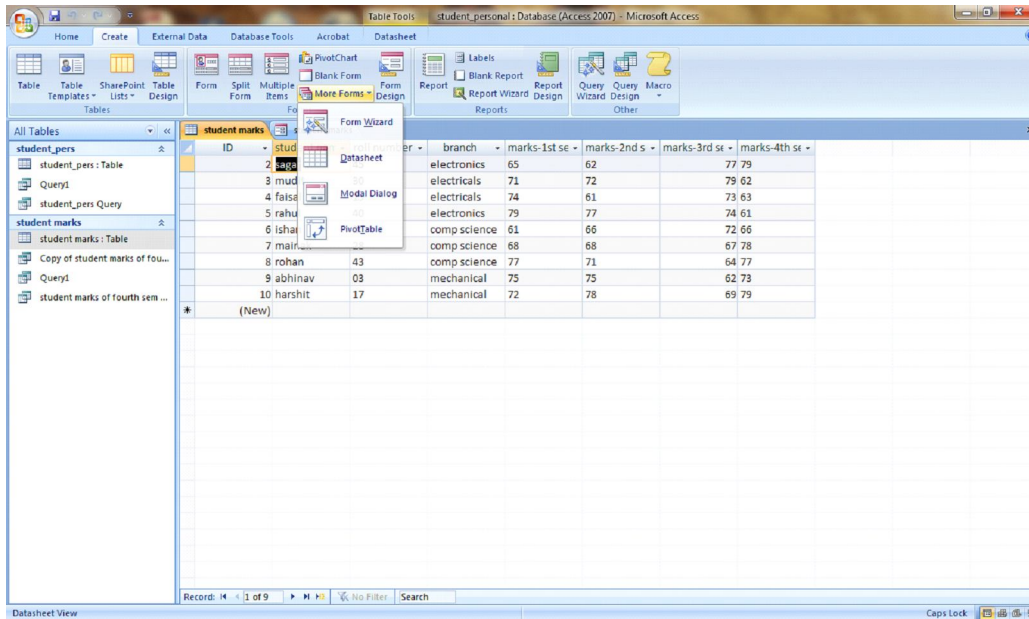 Table Tools student_personal : Database (Access 2007) - Microsoft Access
Home Create External Data Database Tools Acrobat Datasheet
Table
Table Templates
SharePoint Lists
Table Design
Tables
Form
Split Form
Multiple Items
PivotChart
Blank Form
More Forms
Form Design
Fo
Report
Labels
Blank Report
Report Wizard
Report Design
Reports
Query Wizard
Query Design
Macro
Other
Form Wizard
Datasheet
Modal Dialog
PivotTable
All Tables
student_pers
student_pers : Table
Query1
student_pers Query
student marks
student marks : Table
Copy of student marks of fou...
Query1
student marks of fourth sem ...
student marks
ID stud branch marks-1st se marks-2nd s marks-3rd se marks-4th se
2 saga electronics 65 62 77 79
3 mud electricals 71 72 79 62
4 faisa electricals 74 61 73 63
5 rahu electronics 79 77 74 61
6 isha comp science 61 66 72 66
7 comp science 68 68 67 78
8 rohan 43 comp science 77 71 64 77
9 abhinav 03 mechanical 75 75 62 73
10 harshit 17 mechanical 72 78 69 79
(New)
Record: 1 of 9 No Filter Search
Datasheet View Caps Lock